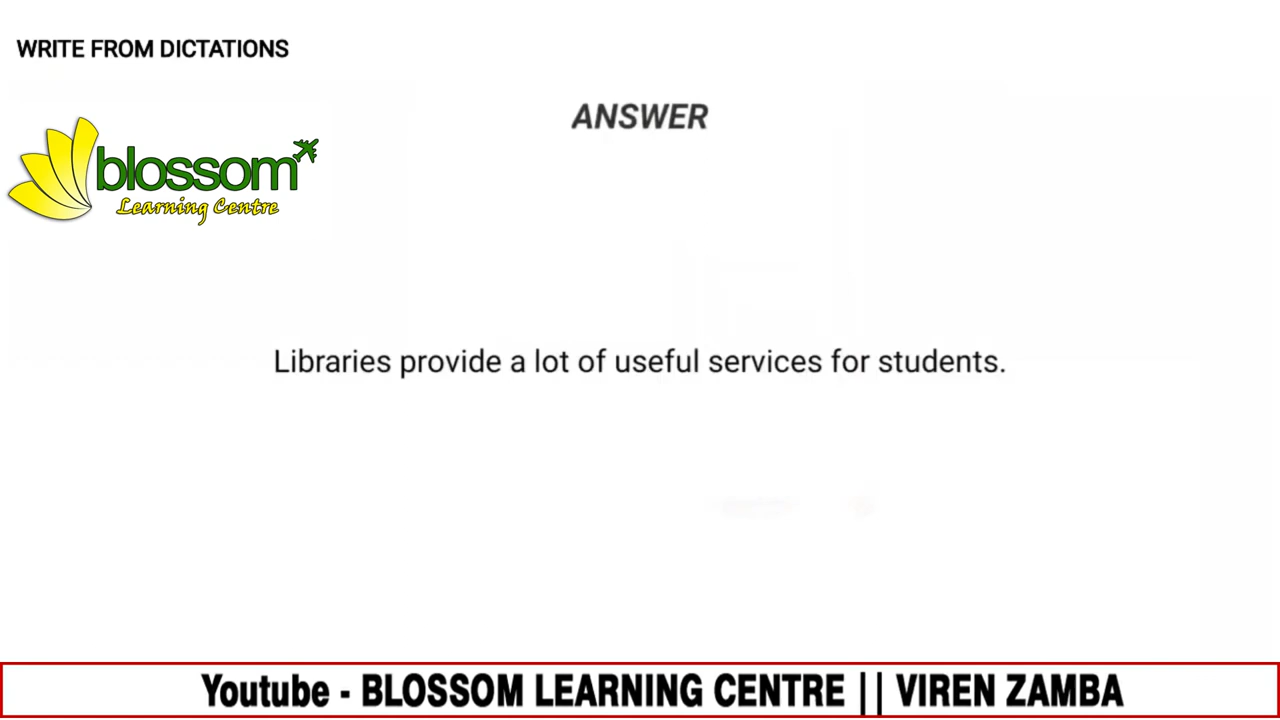 WRITE FROM DICTATIONS
ANSWER
blossom
Learning Centre
Libraries provide a lot of useful services for students.
Youtube - BLOSSOM LEARNING CENTRE || VIREN ZAMBA